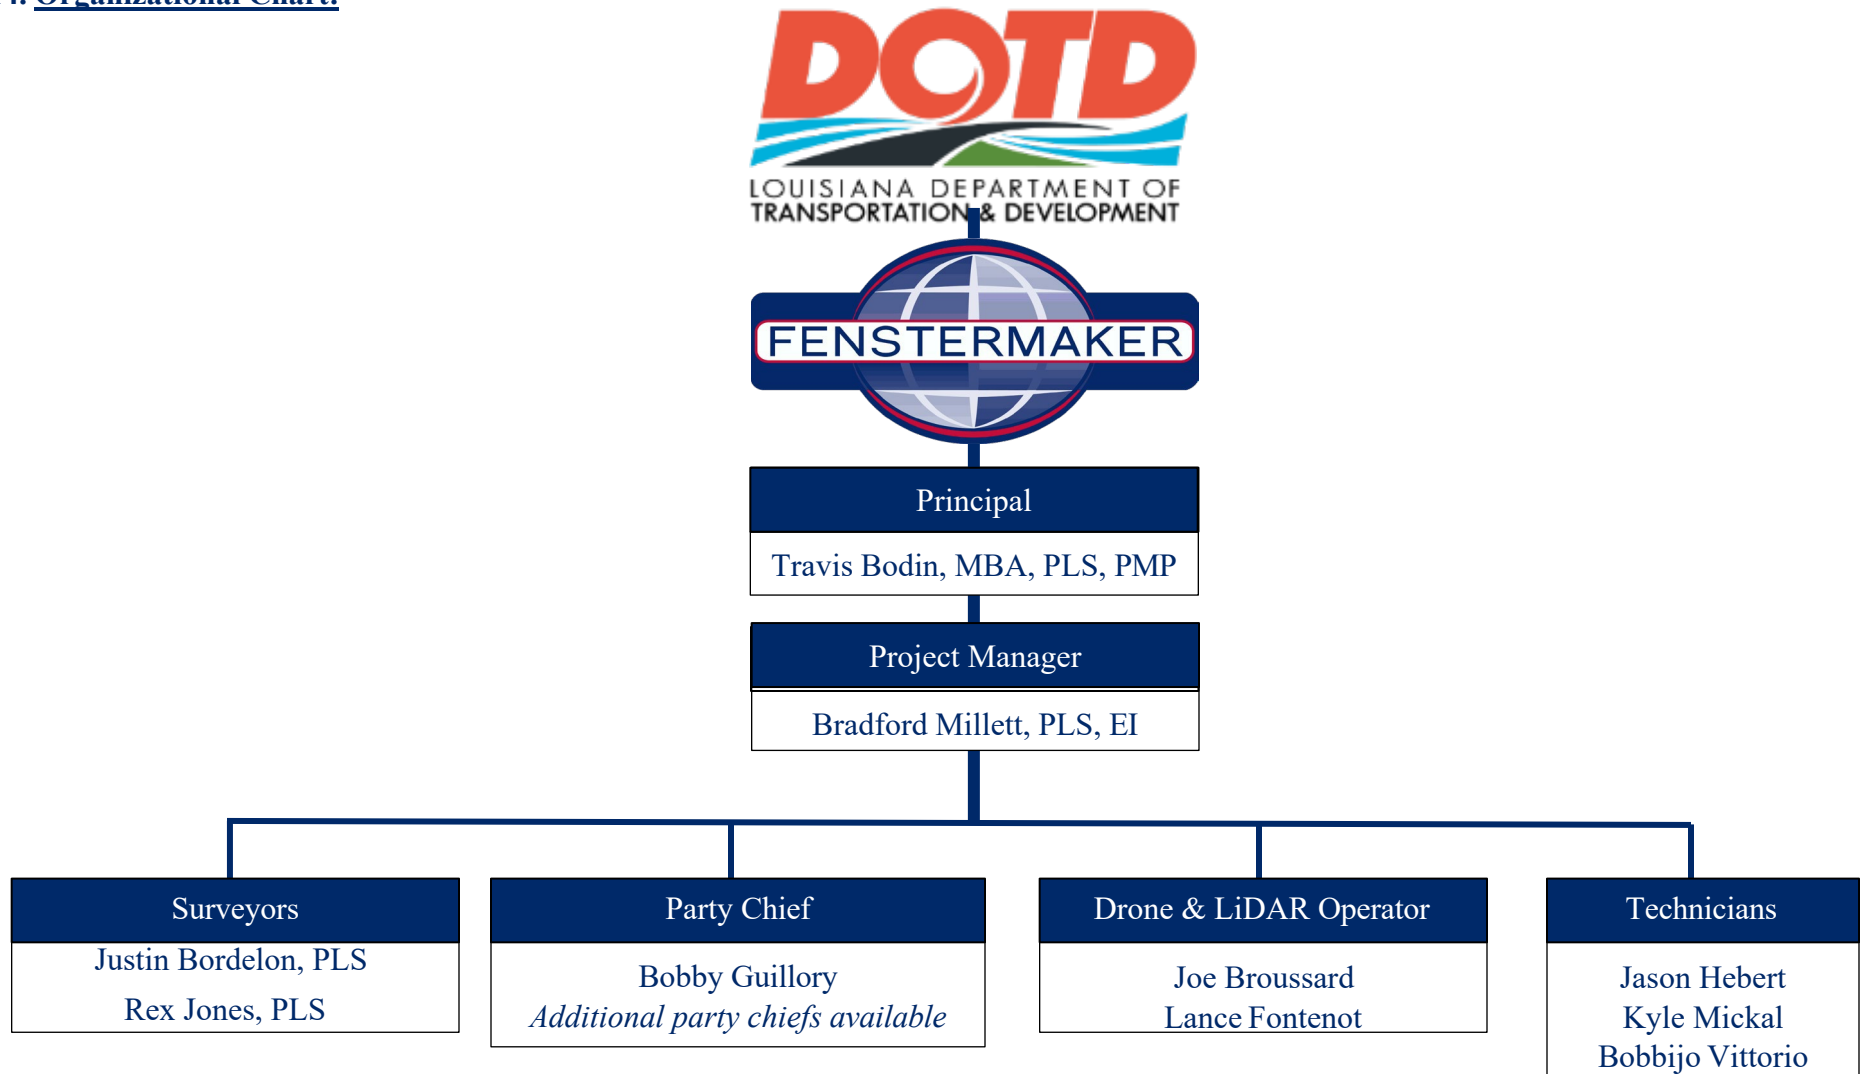 Organizational Chart:
DOTD
LOUISIANA DEPARTMENT OF
TRANSPORTATION & DEVELOPMENT
FENSTERMAKER
Principal
Travis Bodin, MBA, PLS, PMP
Project Manager
Bradford Millett, PLS, EI
Surveyors
Justin Bordelon, PLS
Rex Jones, PLS
Party Chief
Bobby Guillory
Additional party chiefs available
Drone & LiDAR Operator
Joe Broussard
Lance Fontenot
Technicians
Jason Hebert
Kyle Mickal
Bobbijo Vittorio